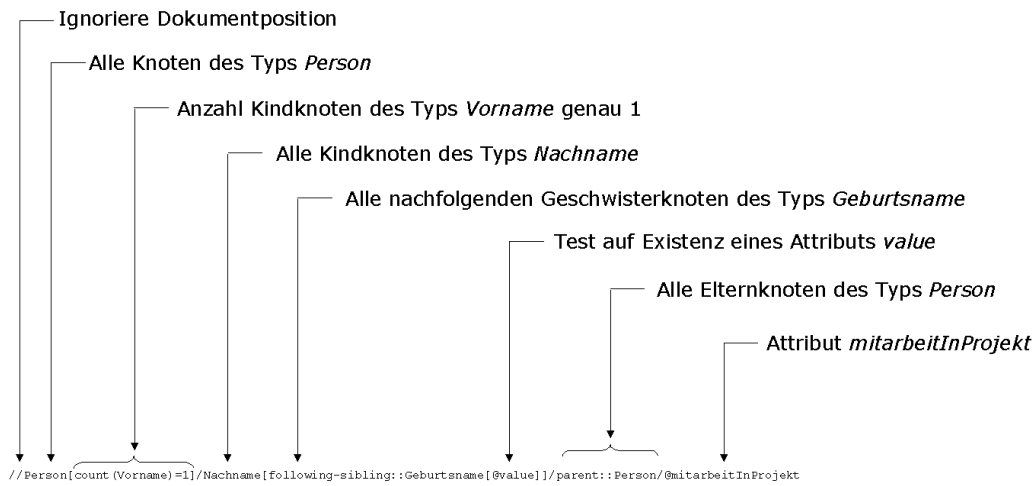 Ignoriere Dokumentposition
Alle Knoten des Typs Person
Anzahl Kindknoten des Typs Vorname genau 1
Alle Kindknoten des Typs Nachname
Alle nachfolgenden Geschwisterknoten des Typs Geburtsname
Test auf Existenz eines Attributs value
Alle Elternknoten des Typs Person
Attribut mitarbeitInProjekt
//Person[count(Vorname)=1]/Nachname[following-sibling::Geburtsname[@value]]/parent::Person/@mitarbeitInProjekt